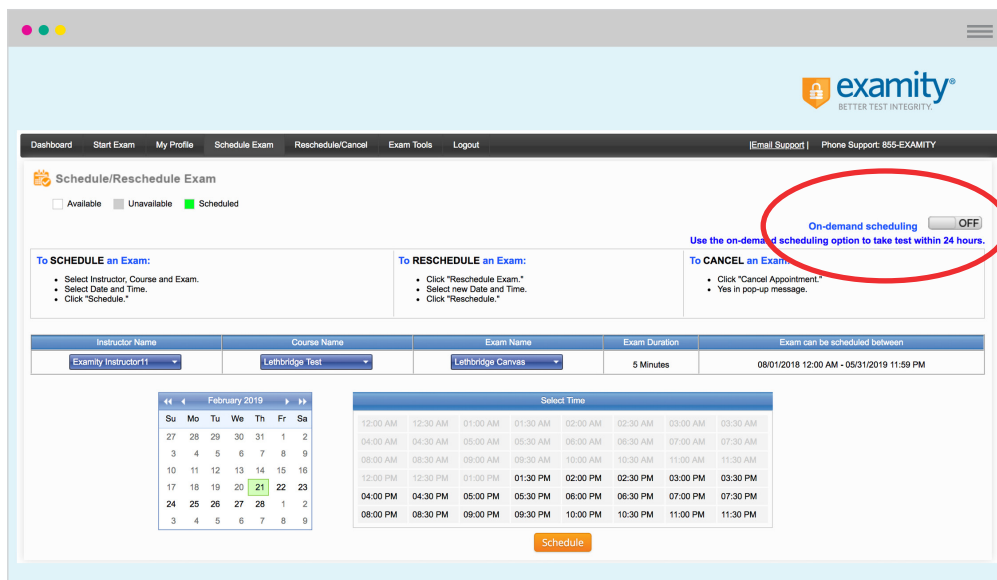 examity®
BETTER TEST INTEGRITY.
Dashboard Start Exam My Profile Schedule Exam Reschedule/Cancel Exam Tools Logout |Email Support| Phone Support: 855-EXAMITY
Schedule/Reschedule Exam
Available Unavailable Scheduled
On-demand scheduling OFF
Use the on-demand scheduling option to take test within 24 hours.
To SCHEDULE an Exam:
• Select Instructor, Course and Exam.
• Select Date and Time.
• Click "Schedule."
To RESCHEDULE an Exam:
• Click "Reschedule Exam."
• Select new Date and Time.
• Click "Reschedule."
To CANCEL an Exam:
• Click "Cancel Appointment."
• Yes in pop-up message.
Instructor Name Course Name Exam Name Exam Duration Exam can be scheduled between
Examity Instructor11 Lethbridge Test Lethbridge Canvas 5 Minutes 08/01/2018 12:00 AM - 05/31/2019 11:59 PM
February 2019
Su Mo Tu We Th Fr Sa
27 28 29 30 31 1 2
3 4 5 6 7 8 9
10 11 12 13 14 15 16
17 18 19 20 21 22 23
24 25 26 27 28 1 2
3 4 5 6 7 8 9
Select Time
12:00 AM 12:30 AM 01:00 AM 01:30 AM 02:00 AM 02:30 AM 03:00 AM 03:30 AM
04:00 AM 04:30 AM 05:00 AM 05:30 AM 06:00 AM 06:30 AM 07:00 AM 07:30 AM
08:00 AM 08:30 AM 09:00 AM 09:30 AM 10:00 AM 10:30 AM 11:00 AM 11:30 AM
12:00 PM 12:30 PM 01:00 PM 01:30 PM 02:00 PM 02:30 PM 03:00 PM 03:30 PM
04:00 PM 04:30 PM 05:00 PM 05:30 PM 06:00 PM 06:30 PM 07:00 PM 07:30 PM
08:00 PM 08:30 PM 09:00 PM 09:30 PM 10:00 PM 10:30 PM 11:00 PM 11:30 PM
Schedule